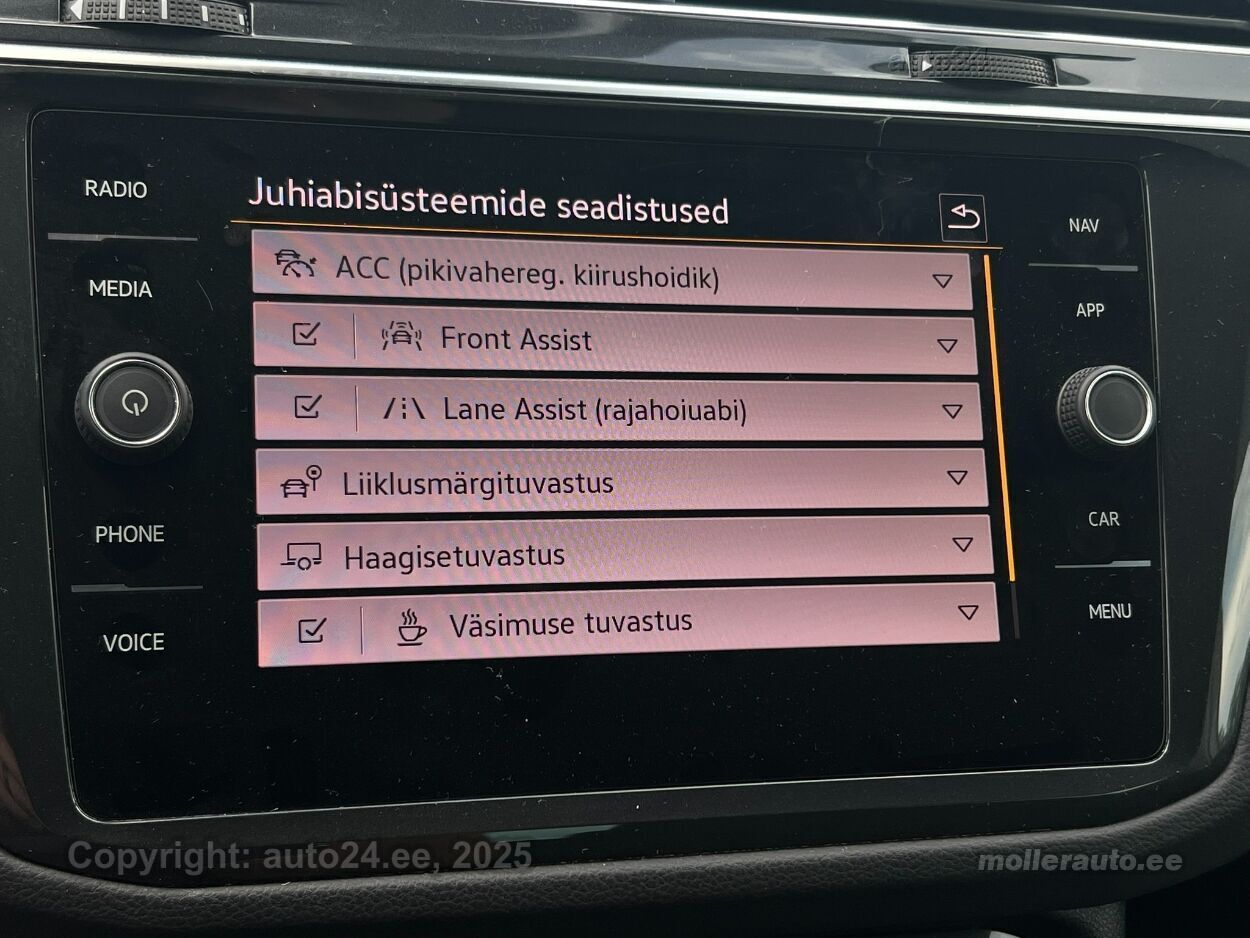 RADIO
MEDIA
PHONE
VOICE
Juhiabisüsteemide seadistused
ACC (pikivahereg. kiirushoidik)
Front Assist
Lane Assist (rajahoiuabi)
Liiklusmärgituvastus
Haagisetuvastus
Väsimuse tuvastus
NAV
APP
CAR
MENU
Copyright: auto24.ee, 2025
mollerauto.ee